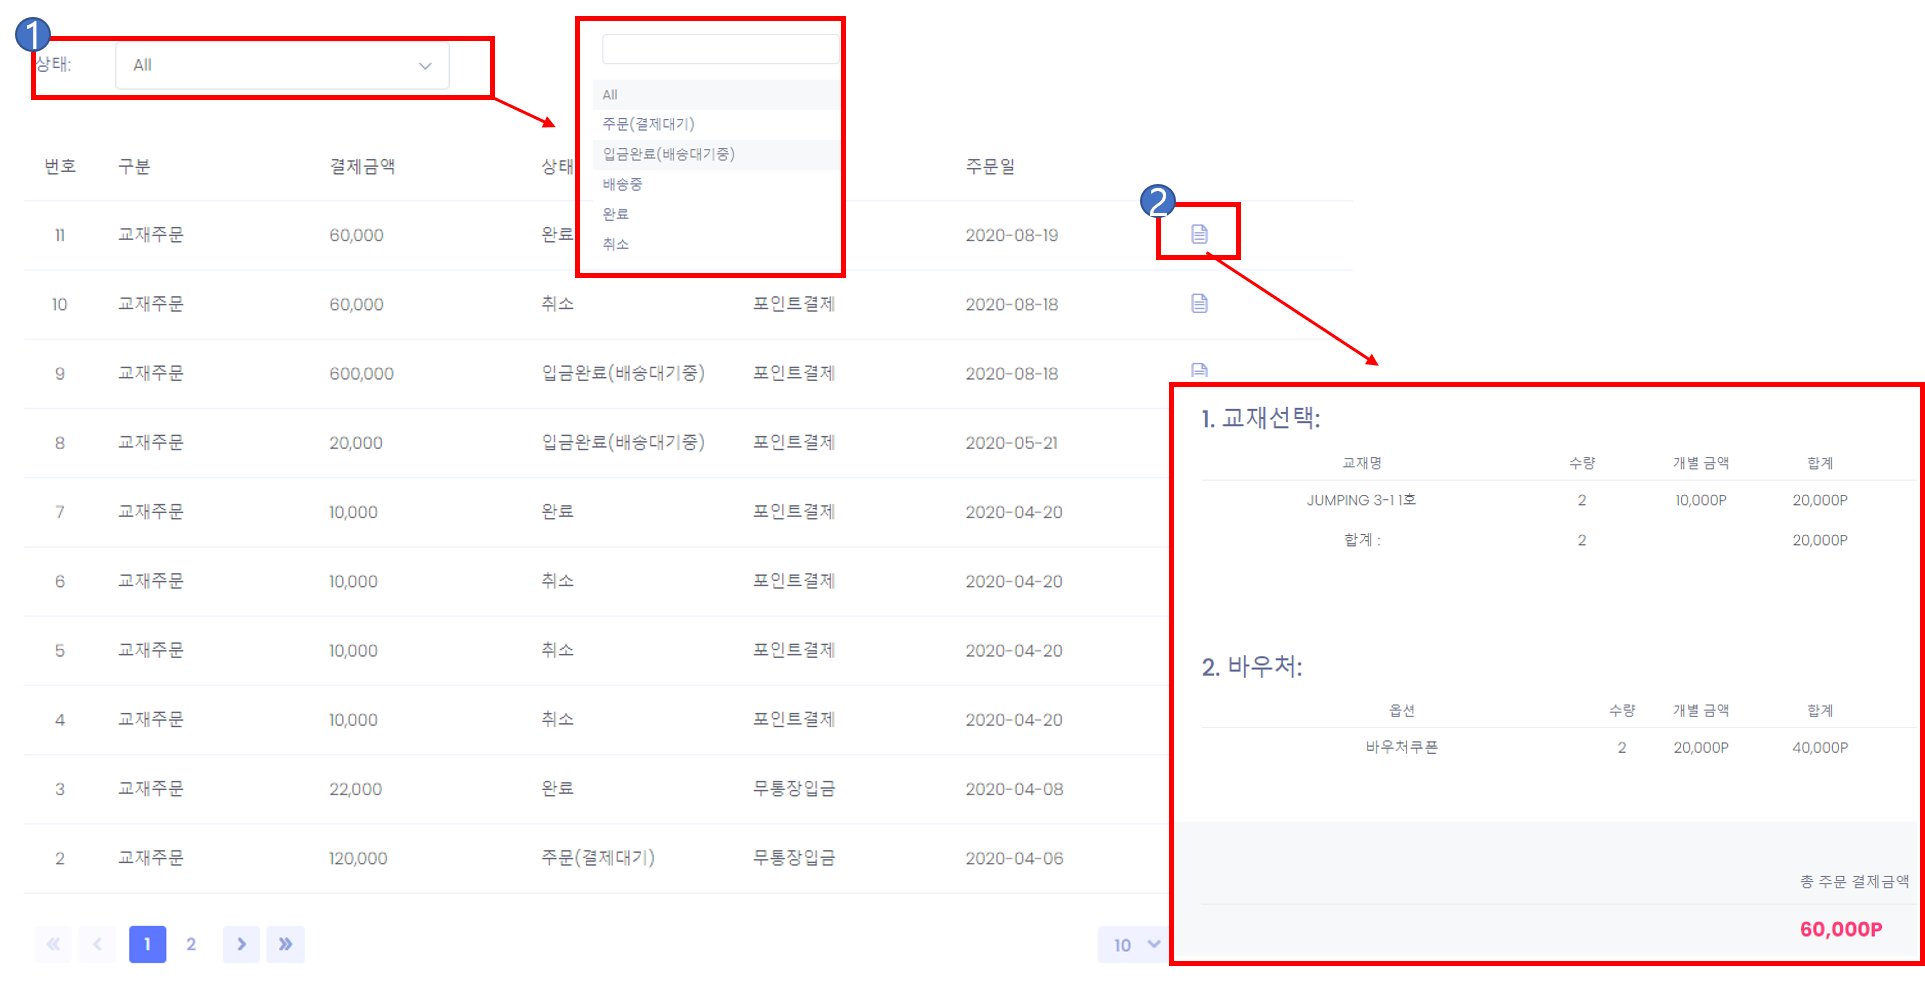 1
상태:
All
All
주문(결제대기)
입금완료(배송대기중)
배송중
완료
취소
번호 구분 결제금액 상태 주문일
2
11 교재주문 60,000 완료 2020-08-19
10 교재주문 60,000 취소 포인트결제 2020-08-18
9 교재주문 600,000 입금완료(배송대기중) 포인트결제 2020-08-18
8 교재주문 20,000 입금완료(배송대기중) 포인트결제 2020-05-21
7 교재주문 10,000 완료 포인트결제 2020-04-20
6 교재주문 10,000 취소 포인트결제 2020-04-20
5 교재주문 10,000 취소 포인트결제 2020-04-20
4 교재주문 10,000 취소 포인트결제 2020-04-20
3 교재주문 22,000 완료 무통장입금 2020-04-08
2 교재주문 120,000 주문(결제대기) 무통장입금 2020-04-06
« ‹ 1 2 › »
10
1. 교재선택:
교재명 수량 개별 금액 합계
JUMPING 3-1 1호 2 10,000P 20,000P
합계 : 2 20,000P
2. 바우처:
옵션 수량 개별 금액 합계
바우처쿠폰 2 20,000P 40,000P
총 주문 결제금액
60,000P